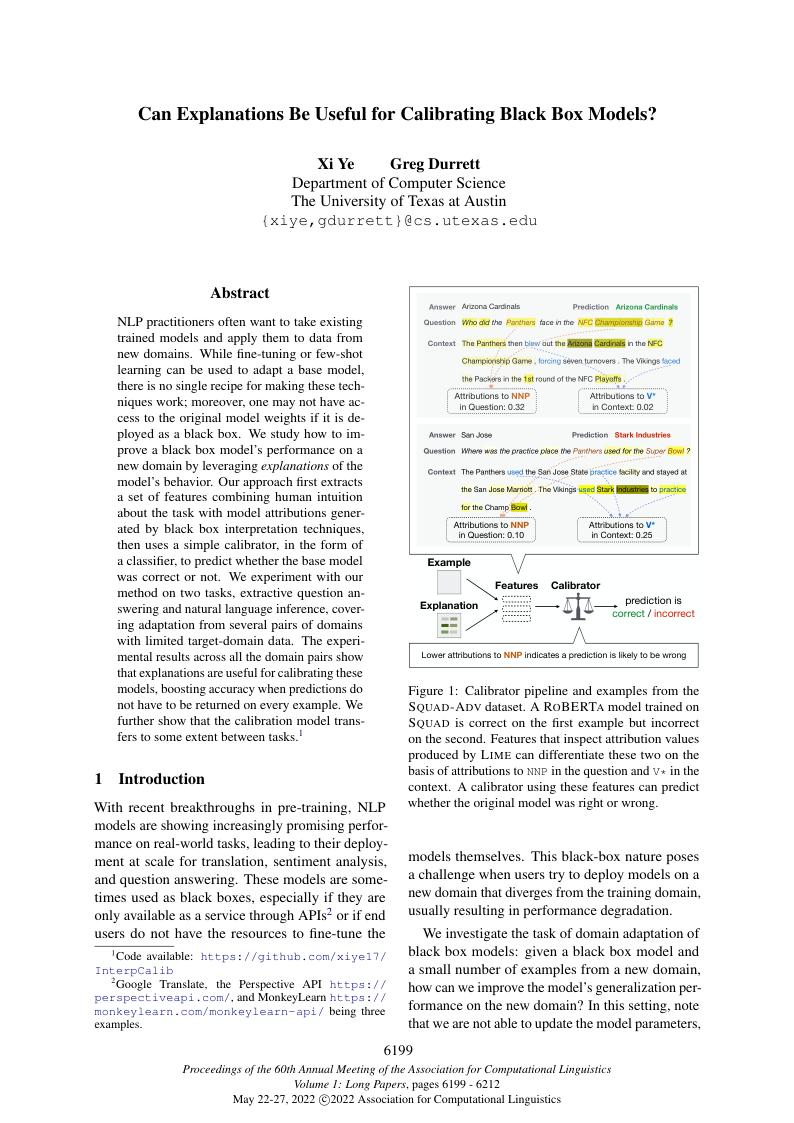 Can Explanations Be Useful for Calibrating Black Box Models?
Xi Ye Greg Durrett
Department of Computer Science
The University of Texas at Austin
{xiye,gdurrett}@cs.utexas.edu
Abstract
NLP practitioners often want to take existing
trained models and apply them to data from
new domains. While fine-tuning or few-shot
learning can be used to adapt a base model,
there is no single recipe for making these tech-
niques work; moreover, one may not have ac-
cess to the original model weights if it is de-
ployed as a black box. We study how to im-
prove a black box model's performance on a
new domain by leveraging explanations of the
model's behavior. Our approach first extracts
a set of features combining human intuition
about the task with model attributions gener-
ated by black box interpretation techniques,
then uses a simple calibrator, in the form of
a classifier, to predict whether the base model
was correct or not. We experiment with our
method on two tasks, extractive question an-
swering and natural language inference, cover-
ing adaptation from several pairs of domains
with limited target-domain data. The experi-
mental results across all the domain pairs show
that explanations are useful for calibrating these
models, boosting accuracy when predictions do
not have to be returned on every example. We
further show that the calibration model trans-
fers to some extent between tasks.1
1 Introduction
With recent breakthroughs in pre-training, NLP
models are showing increasingly promising perfor-
mance on real-world tasks, leading to their deploy-
ment at scale for translation, sentiment analysis,
and question answering. These models are some-
times used as black boxes, especially if they are
only available as a service through APIs2 or if end
users do not have the resources to fine-tune the
1Code available: https://github.com/xiye17/
InterpCalib
2Google Translate, the Perspective API https://
perspectiveapi.com/, and MonkeyLearn https://
monkeylearn.com/monkeylearn-api/ being three
examples.
Answer Arizona Cardinals Prediction Arizona Cardinals
Question Who did the Panthers face in the NFC Championship Game ?
Context The Panthers then blew out the Arizona Cardinals in the NFC
Championship Game , forcing seven turnovers . The Vikings faced
the Packers in the 1st round of the NFC Playoffs .
Attributions to NNP
in Question: 0.32
Attributions to V*
in Context: 0.02
Answer San Jose Prediction Stark Industries
Question Where was the practice place the Panthers used for the Super Bowl ?
Context The Panthers used the San Jose State practice facility and stayed at
the San Jose Marriott . The Vikings used Stark Industries to practice
for the Champ Bowl .
Attributions to NNP
in Question: 0.10
Attributions to V*
in Context: 0.25
Example
Features Calibrator
Explanation
prediction is
correct / incorrect
Lower attributions to NNP indicates a prediction is likely to be wrong
Figure 1: Calibrator pipeline and examples from the
SQUAD-ADV dataset. A ROBERTA model trained on
SQUAD is correct on the first example but incorrect
on the second. Features that inspect attribution values
produced by LIME can differentiate these two on the
basis of attributions to NNP in the question and V* in the
context. A calibrator using these features can predict
whether the original model was right or wrong.
models themselves. This black-box nature poses
a challenge when users try to deploy models on a
new domain that diverges from the training domain,
usually resulting in performance degradation.
We investigate the task of domain adaptation of
black box models: given a black box model and
a small number of examples from a new domain,
how can we improve the model's generalization per-
formance on the new domain? In this setting, note
that we are not able to update the model parameters,
6199
Proceedings of the 60th Annual Meeting of the Association for Computational Linguistics
Volume 1: Long Papers, pages 6199 - 6212
May 22-27, 2022 ©2022 Association for Computational Linguistics